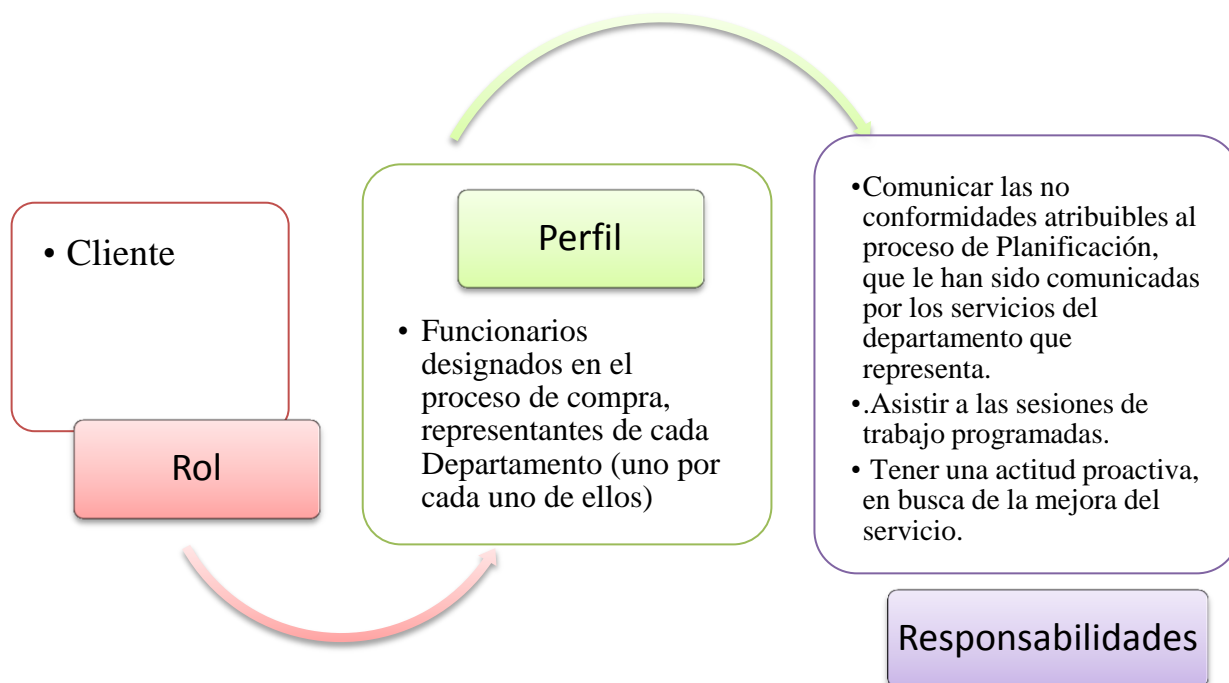 • Cliente
Rol
Perfil
• Funcionarios
designados en el
proceso de compra,
representantes de cada
Departamento (uno por
cada uno de ellos)
•Comunicar las no
conformidades atribuibles al
proceso de Planificación,
que le han sido comunicadas
por los servicios del
departamento que
representa.
•.Asistir a las sesiones de
trabajo programadas.
• Tener una actitud proactiva,
en busca de la mejora del
servicio.
Responsabilidades